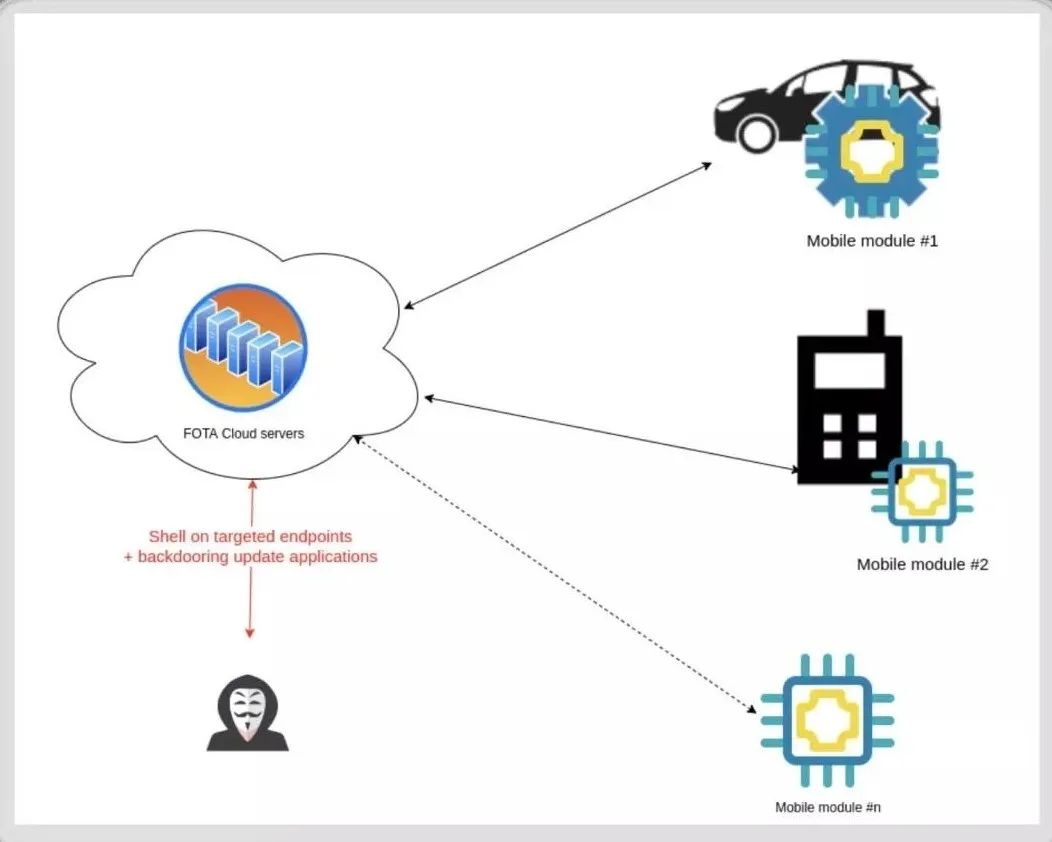 Mobile module #1
FOTA Cloud servers
Shell on targeted endpoints
+ backdooring update applications
Mobile module #2
Mobile module #n